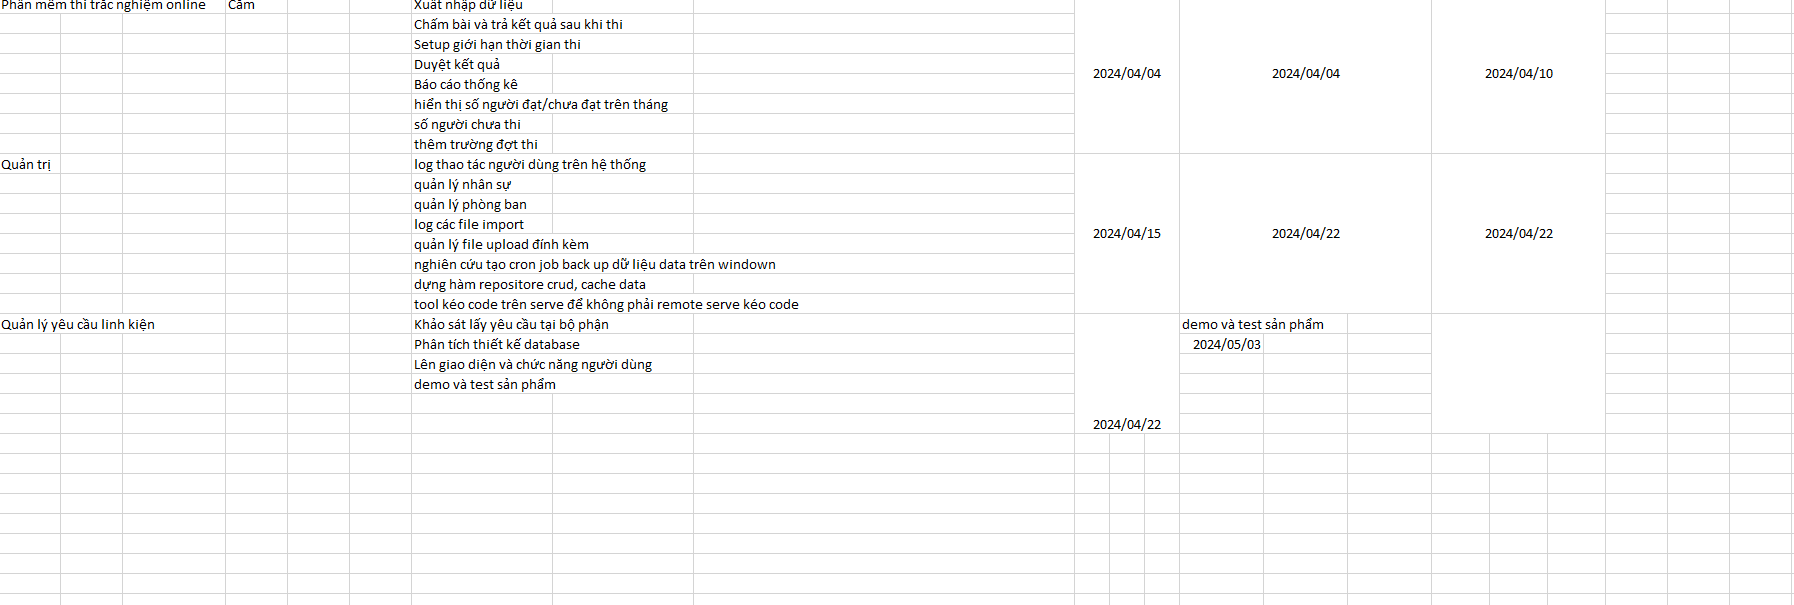 Phần mềm thi trắc nghiệm online Cầm Xuất nhập dữ liệu
Chấm bài và trả kết quả sau khi thi
Setup giới hạn thời gian thi
Duyệt kết quả
2024/04/04 2024/04/04 2024/04/10
Báo cáo thống kê
hiển thị số người đạt/chưa đạt trên tháng
số người chưa thi
thêm trường đợt thi
Quản trị log thao tác người dùng trên hệ thống
quản lý nhân sự
quản lý phòng ban
log các file import
2024/04/15 2024/04/22 2024/04/22
quản lý file upload đính kèm
nghiên cứu tạo cron job back up dữ liệu data trên window
dựng hàm repositore crud, cache data
tool kéo code trên serve để không phải remote serve kéo code
Quản lý yêu cầu linh kiện Khảo sát lấy yêu cầu tại bộ phận demo và test sản phẩm
Phân tích thiết kế database 2024/05/03
Lên giao diện và chức năng người dùng
demo và test sản phẩm
2024/04/22